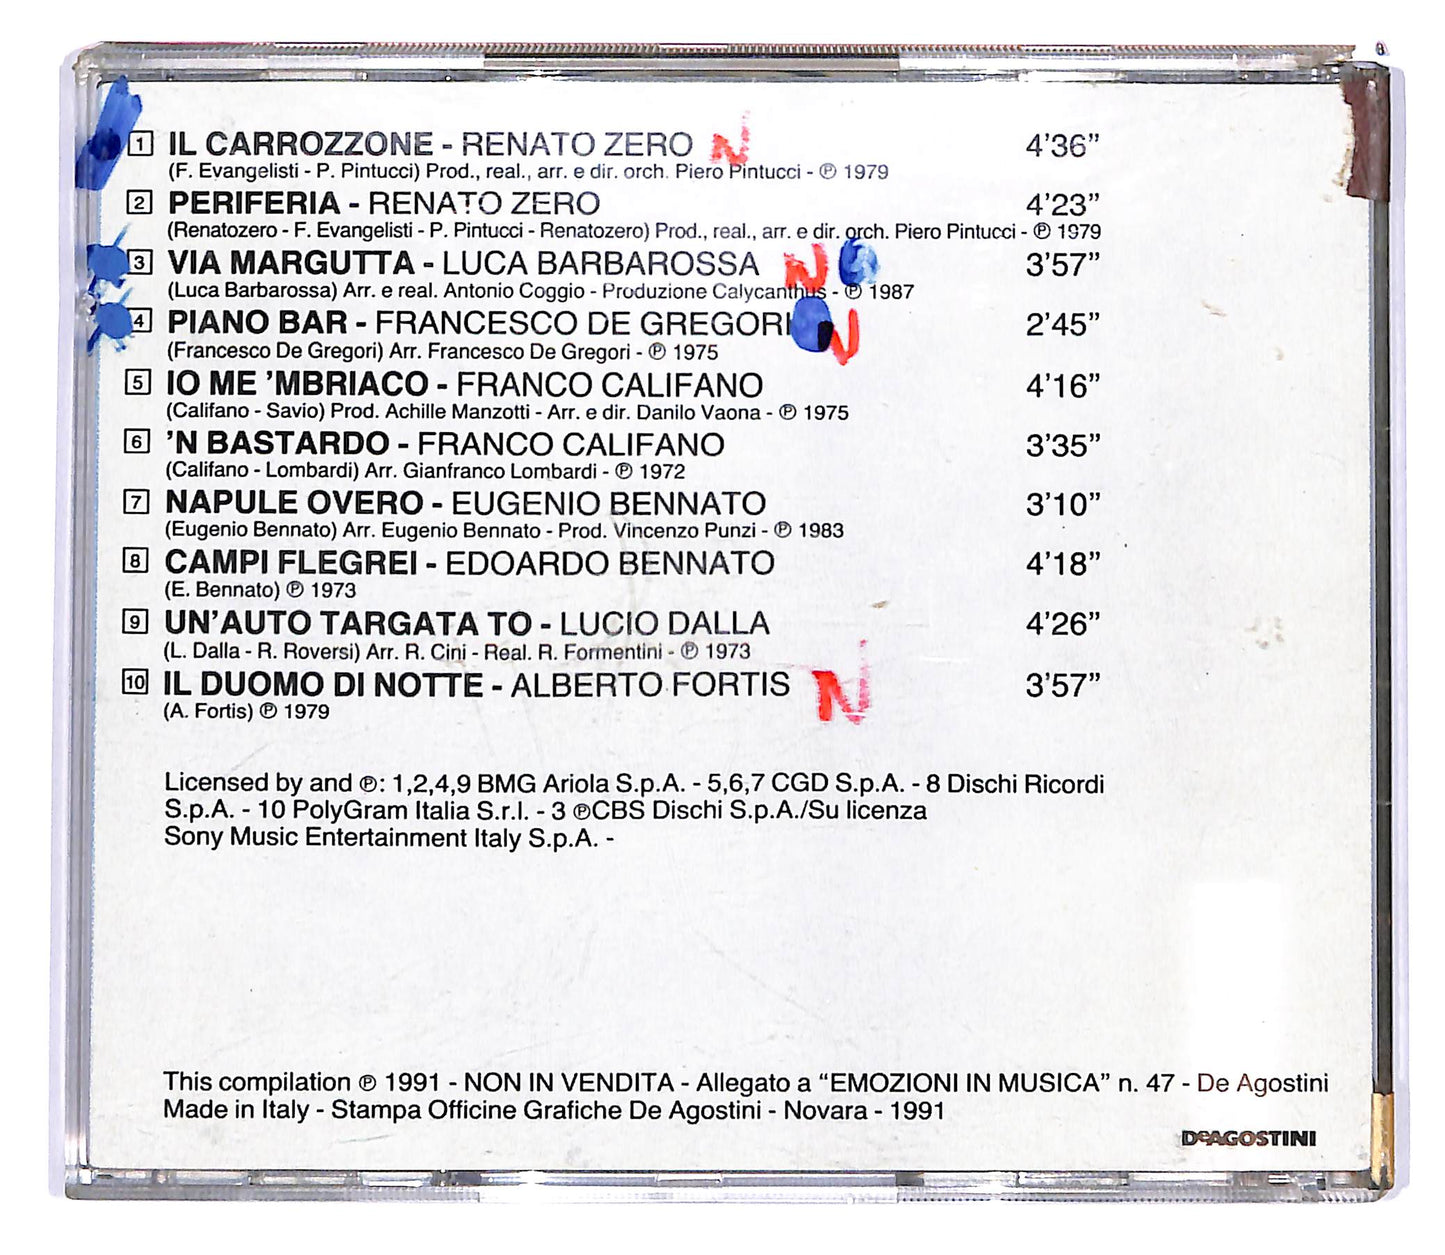 1 IL CARROZZONE - RENATO ZERO N 4'36"
(F. Evangelisti - P. Pintucci) Prod., real., arr. e dir. orch. Piero Pintucci - ℗ 1979
2 PERIFERIA - RENATO ZERO 4'23"
(Renatozero - F. Evangelisti - P. Pintucci - Renatozero) Prod., real., arr. e dir. orch. Piero Pintucci - ℗ 1979
3 VIA MARGUTTA - LUCA BARBAROSSA N 3'57"
(Luca Barbarossa) Arr. e real. Antonio Coggio - Produzione Calycanthus - ℗ 1987
4 PIANO BAR - FRANCESCO DE GREGORI N 2'45"
(Francesco De Gregori) Arr. Francesco De Gregori - ℗ 1975
5 IO ME 'MBRIACO - FRANCO CALIFANO 4'16"
(Califano - Savio) Prod. Achille Manzotti - Arr. e dir. Danilo Vaona - ℗ 1975
6 'N BASTARDO - FRANCO CALIFANO 3'35"
(Califano - Lombardi) Arr. Gianfranco Lombardi - ℗ 1972
7 NAPULE OVERO - EUGENIO BENNATO 3'10"
(Eugenio Bennato) Arr. Eugenio Bennato - Prod. Vincenzo Punzi - ℗ 1983
8 CAMPI FLEGREI - EDOARDO BENNATO 4'18"
(E. Bennato) ℗ 1973
9 UN'AUTO TARGATA TO - LUCIO DALLA 4'26"
(L. Dalla - R. Roversi) Arr. R. Cini - Real. R. Formentini - ℗ 1973
10 IL DUOMO DI NOTTE - ALBERTO FORTIS N 3'57"
(A. Fortis) ℗ 1979
Licensed by and ℗: 1,2,4,9 BMG Ariola S.p.A. - 5,6,7 CGD S.p.A. - 8 Dischi Ricordi
S.p.A. - 10 PolyGram Italia S.r.l. - 3 ℗CBS Dischi S.p.A./Su licenza
Sony Music Entertainment Italy S.p.A. -
This compilation ℗ 1991 - NON IN VENDITA - Allegato a "EMOZIONI IN MUSICA" n. 47 - De Agostini
Made in Italy - Stampa Officine Grafiche De Agostini - Novara - 1991
DeAGOSTINI